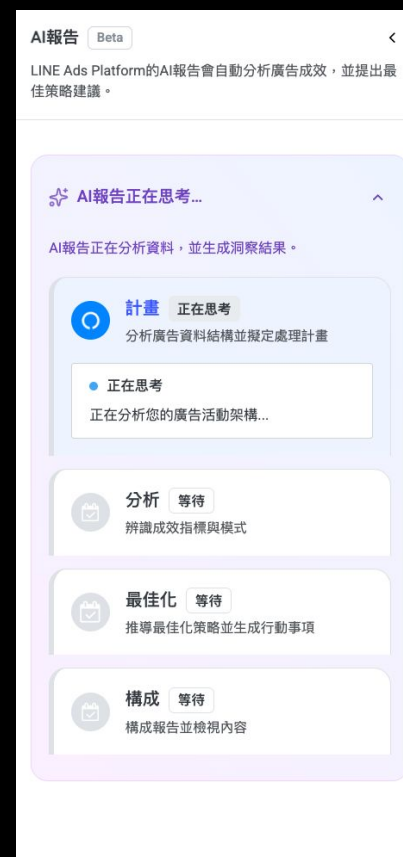 AI報告 Beta
LINE Ads Platform的AI報告會自動分析廣告成效，並提出最
佳策略建議。
AI報告正在思考...
AI報告正在分析資料，並生成洞察結果。
計畫 正在思考
分析廣告資料結構並擬定處理計畫
正在思考
正在分析您的廣告活動架構...
分析 等待
辨識成效指標與模式
最佳化 等待
推導最佳化策略並生成行動事項
構成 等待
構成報告並檢視內容